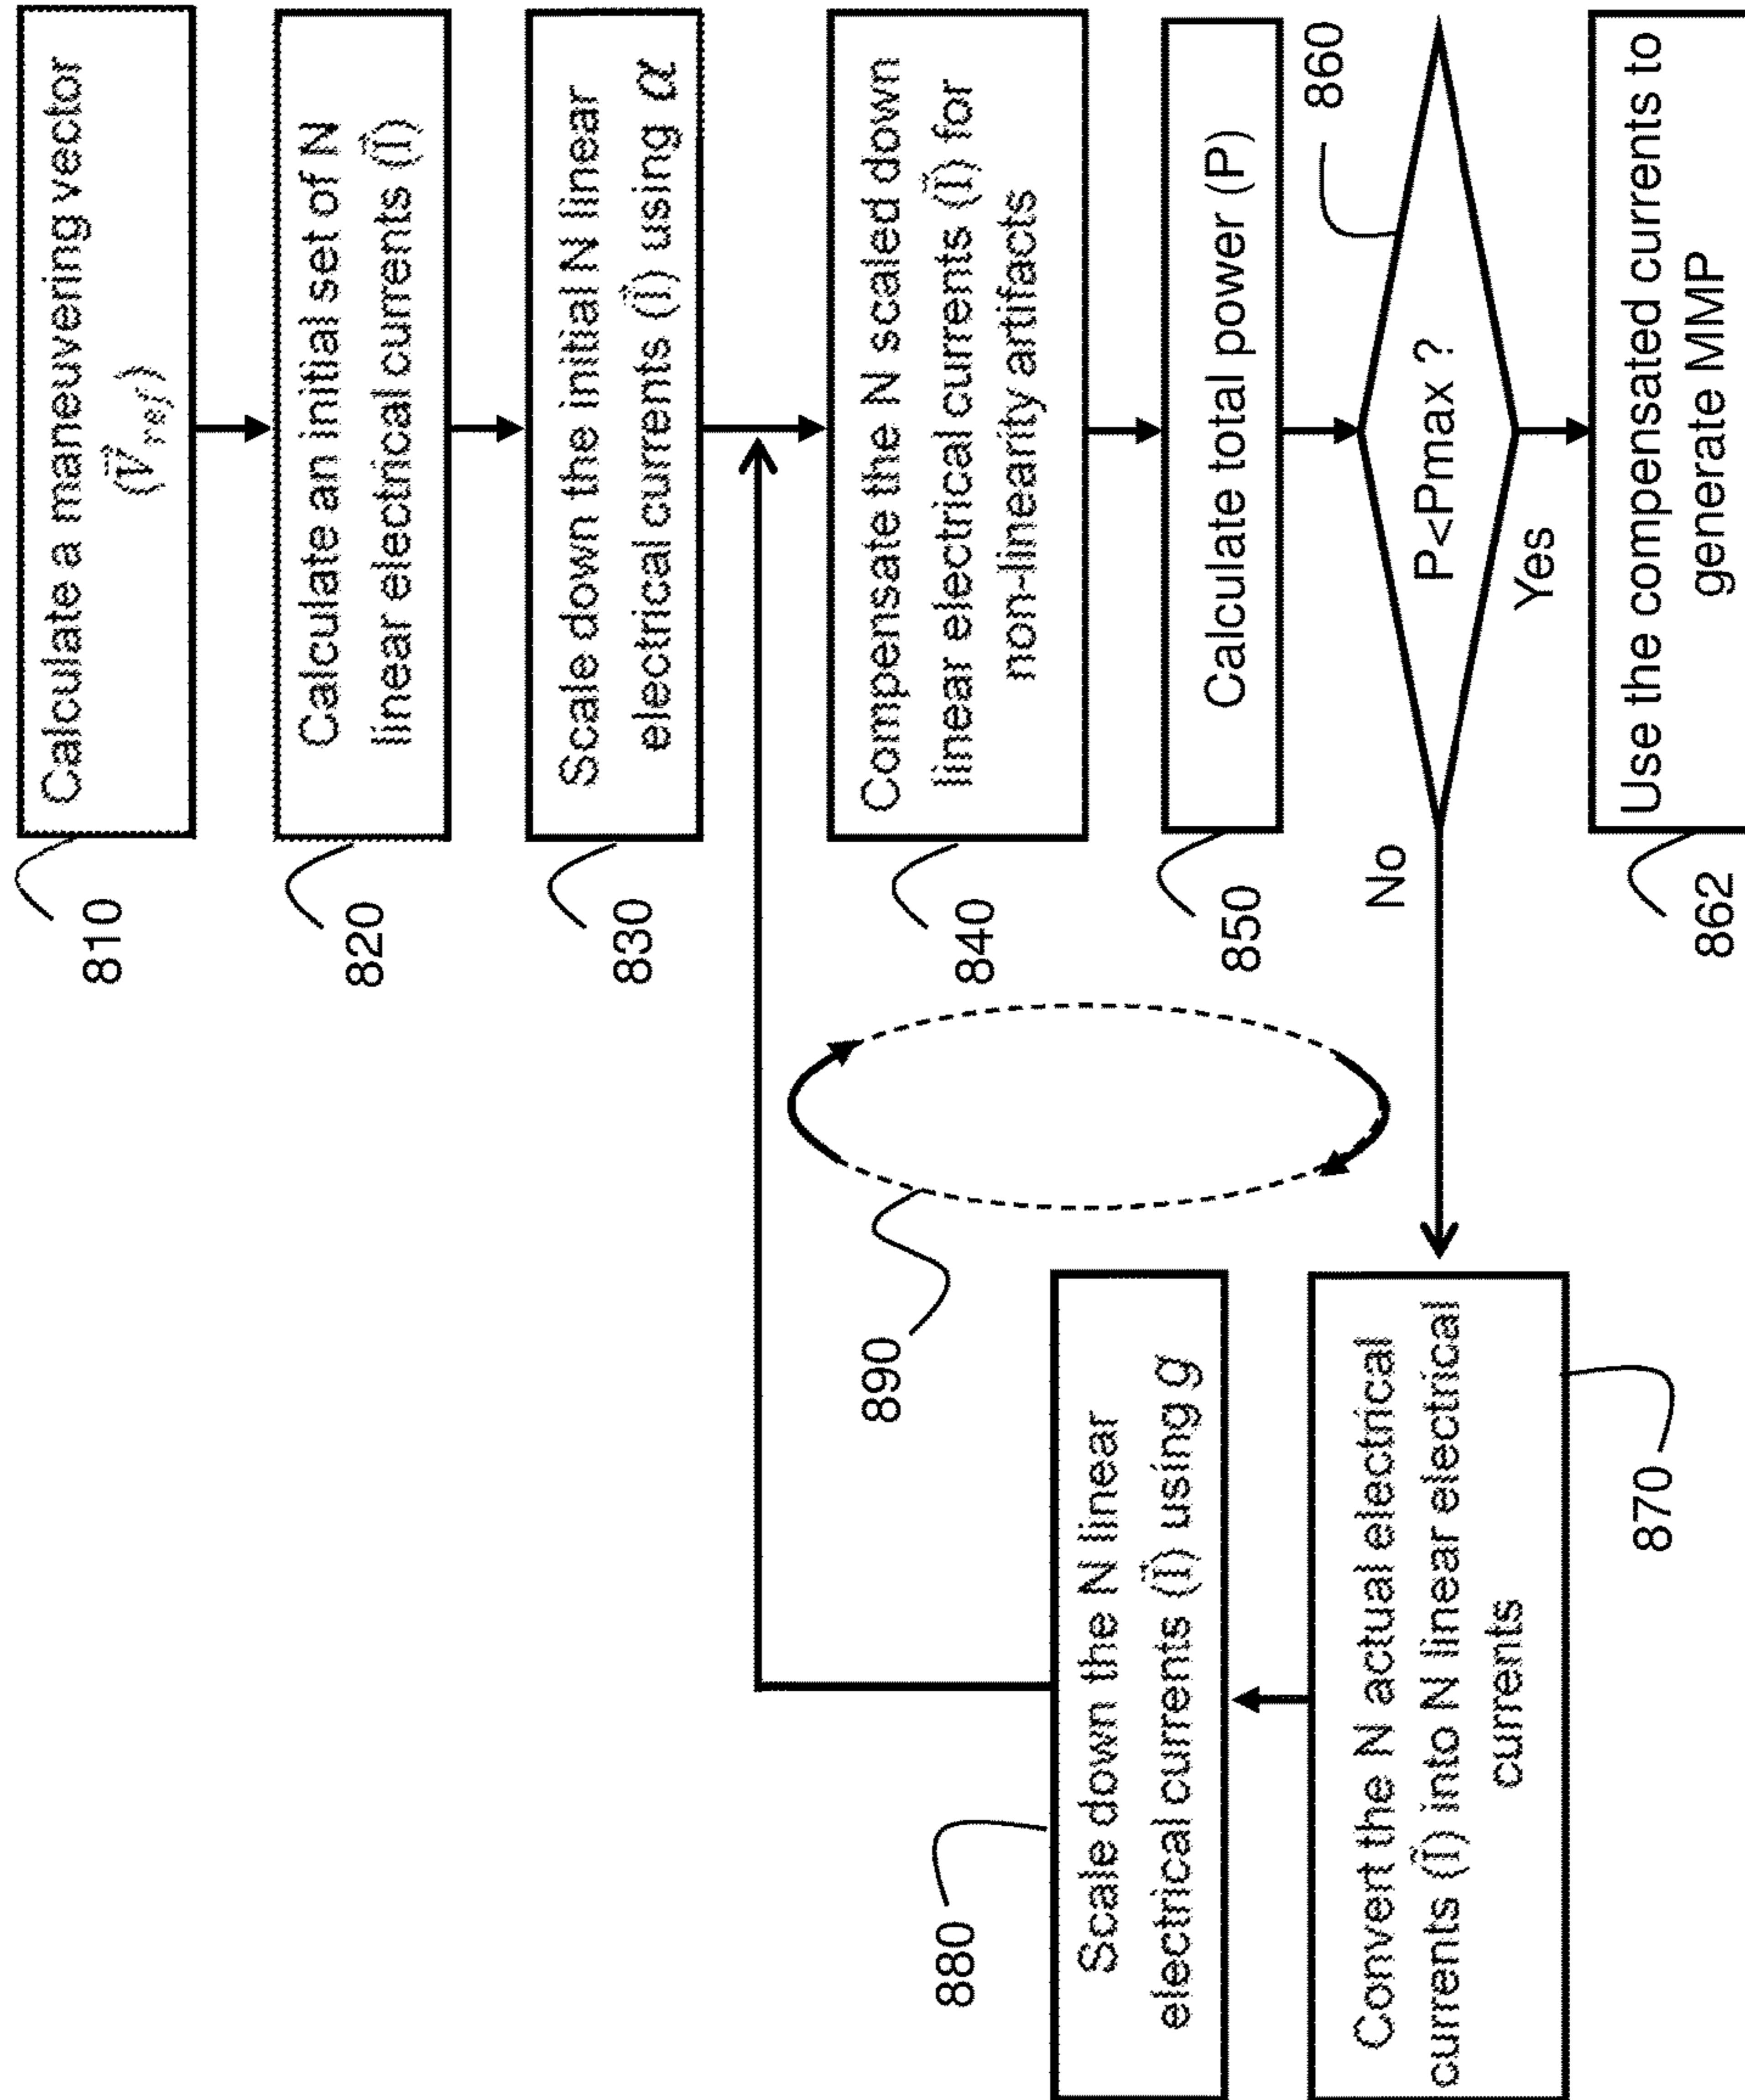 Calculate a maneuvering vector
(V⃗ref)
810
Calculate an initial set of N
linear electrical currents (Ĩ)
820
Scale down the initial N linear
electrical currents (Ĩ) using α
830
Compensate the N scaled down
linear electrical currents (Ĩ) for
non-linearity artifacts
840
Calculate total power (P)
850
P<Pmax ?
860
Yes
No
Use the compensated currents to
generate MMP
862
890
Scale down the N linear
electrical currents (Ĩ) using g
880
Convert the N actual electrical
currents (Ĩ) into N linear electrical
currents
870